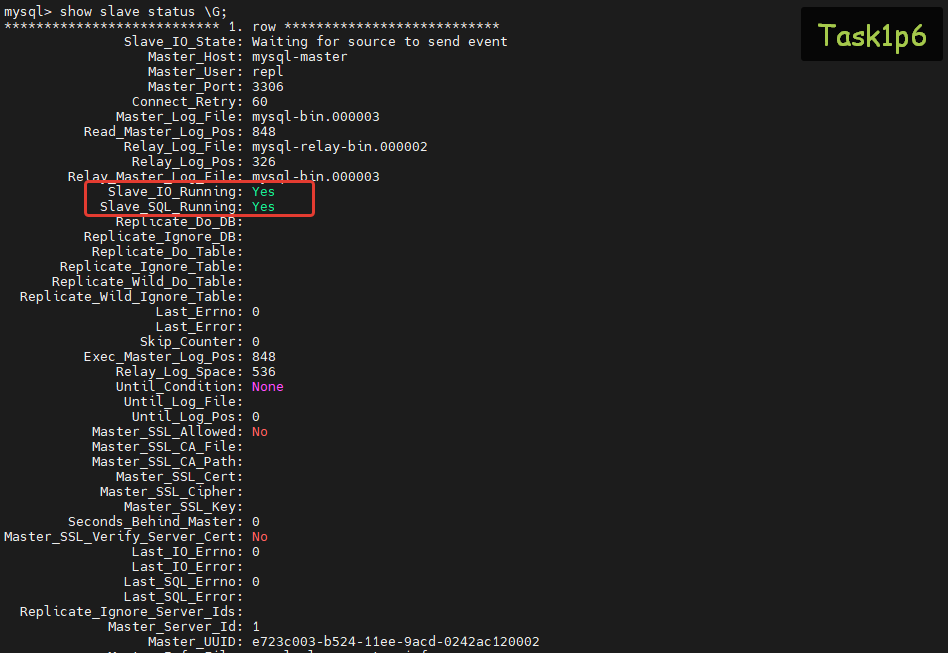 mysql> show slave status \G;
*************************** 1. row ***************************
Slave_IO_State: Waiting for source to send event
Master_Host: mysql-master
Master_User: repl
Master_Port: 3306
Connect_Retry: 60
Master_Log_File: mysql-bin.000003
Read_Master_Log_Pos: 848
Relay_Log_File: mysql-relay-bin.000002
Relay_Log_Pos: 326
Relay_Master_Log_File: mysql-bin.000003
Slave_IO_Running: Yes
Slave_SQL_Running: Yes
Replicate_Do_DB:
Replicate_Ignore_DB:
Replicate_Do_Table:
Replicate_Ignore_Table:
Replicate_Wild_Do_Table:
Replicate_Wild_Ignore_Table:
Last_Errno: 0
Last_Error:
Skip_Counter: 0
Exec_Master_Log_Pos: 848
Relay_Log_Space: 536
Until_Condition: None
Until_Log_File:
Until_Log_Pos: 0
Master_SSL_Allowed: No
Master_SSL_CA_File:
Master_SSL_CA_Path:
Master_SSL_Cert:
Master_SSL_Cipher:
Master_SSL_Key:
Seconds_Behind_Master: 0
Master_SSL_Verify_Server_Cert: No
Last_IO_Errno: 0
Last_IO_Error:
Last_SQL_Errno: 0
Last_SQL_Error:
Replicate_Ignore_Server_Ids:
Master_Server_Id: 1
Master_UUID: e723c003-b524-11ee-9acd-0242ac120002
Task1p6